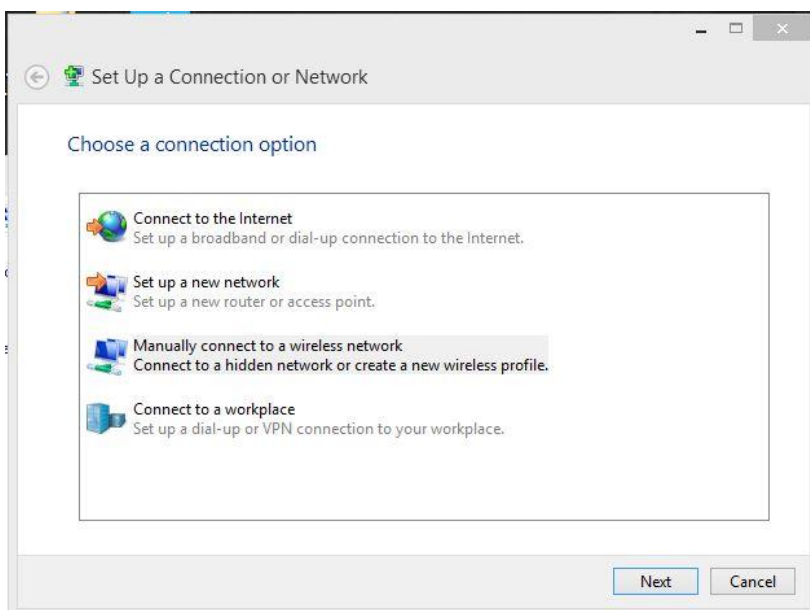 Set Up a Connection or Network
Choose a connection option
Connect to the Internet
Set up a broadband or dial-up connection to the Internet.
Set up a new network
Set up a new router or access point.
Manually connect to a wireless network
Connect to a hidden network or create a new wireless profile.
Connect to a workplace
Set up a dial-up or VPN connection to your workplace.
Next
Cancel